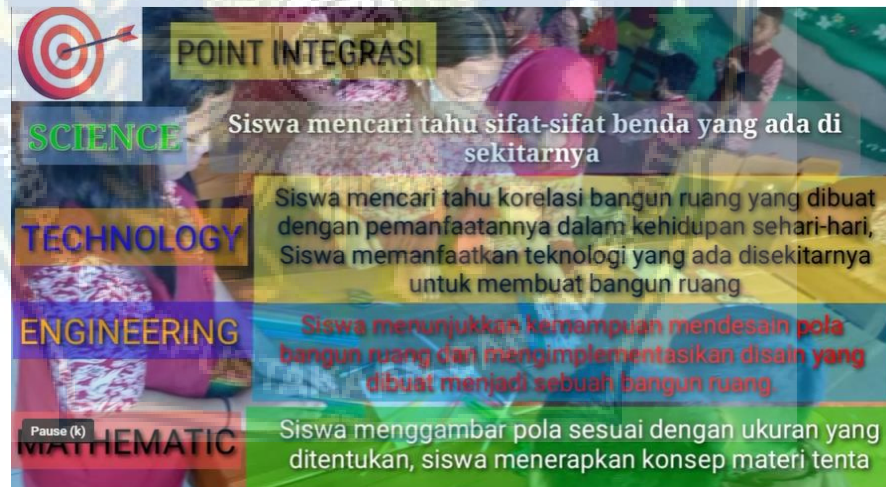 POINT INTEGRASI
SCIENCE
Siswa mencari tahu sifat-sifat benda yang ada di
sekitarnya
TECHNOLOGY
Siswa mencari tahu korelasi bangun ruang yang dibuat
dengan pemanfaatannya dalam kehidupan sehari-hari,
Siswa memanfaatkan teknologi yang ada disekitarnya
untuk membuat bangun ruang
ENGINEERING
Siswa menunjukkan kemampuan mendesain pola
bangun ruang dan mengimplementasikan disain yang
dibuat menjadi sebuah bangun ruang.
Pause (k)
MATHEMATIC
Siswa menggambar pola sesuai dengan ukuran yang
ditentukan, siswa menerapkan konsep materi tenta